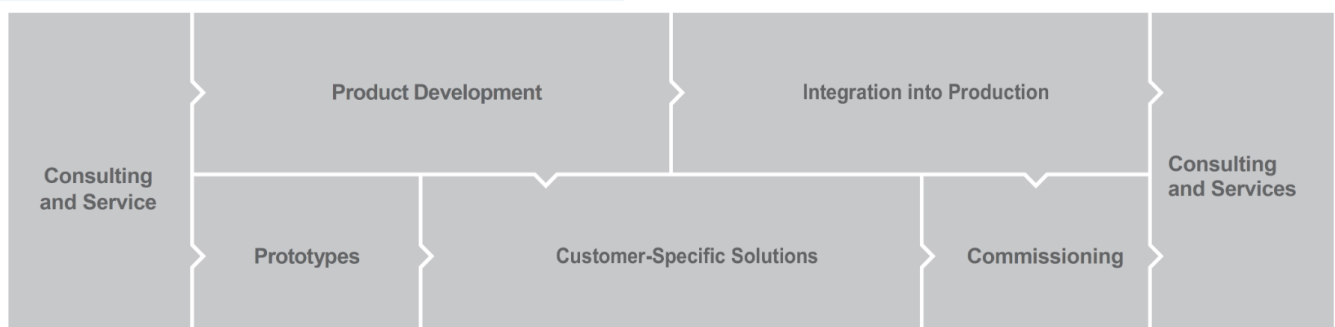 Consulting
and Service
Product Development
Integration into Production
Prototypes
Customer-Specific Solutions
Commissioning
Consulting
and Services